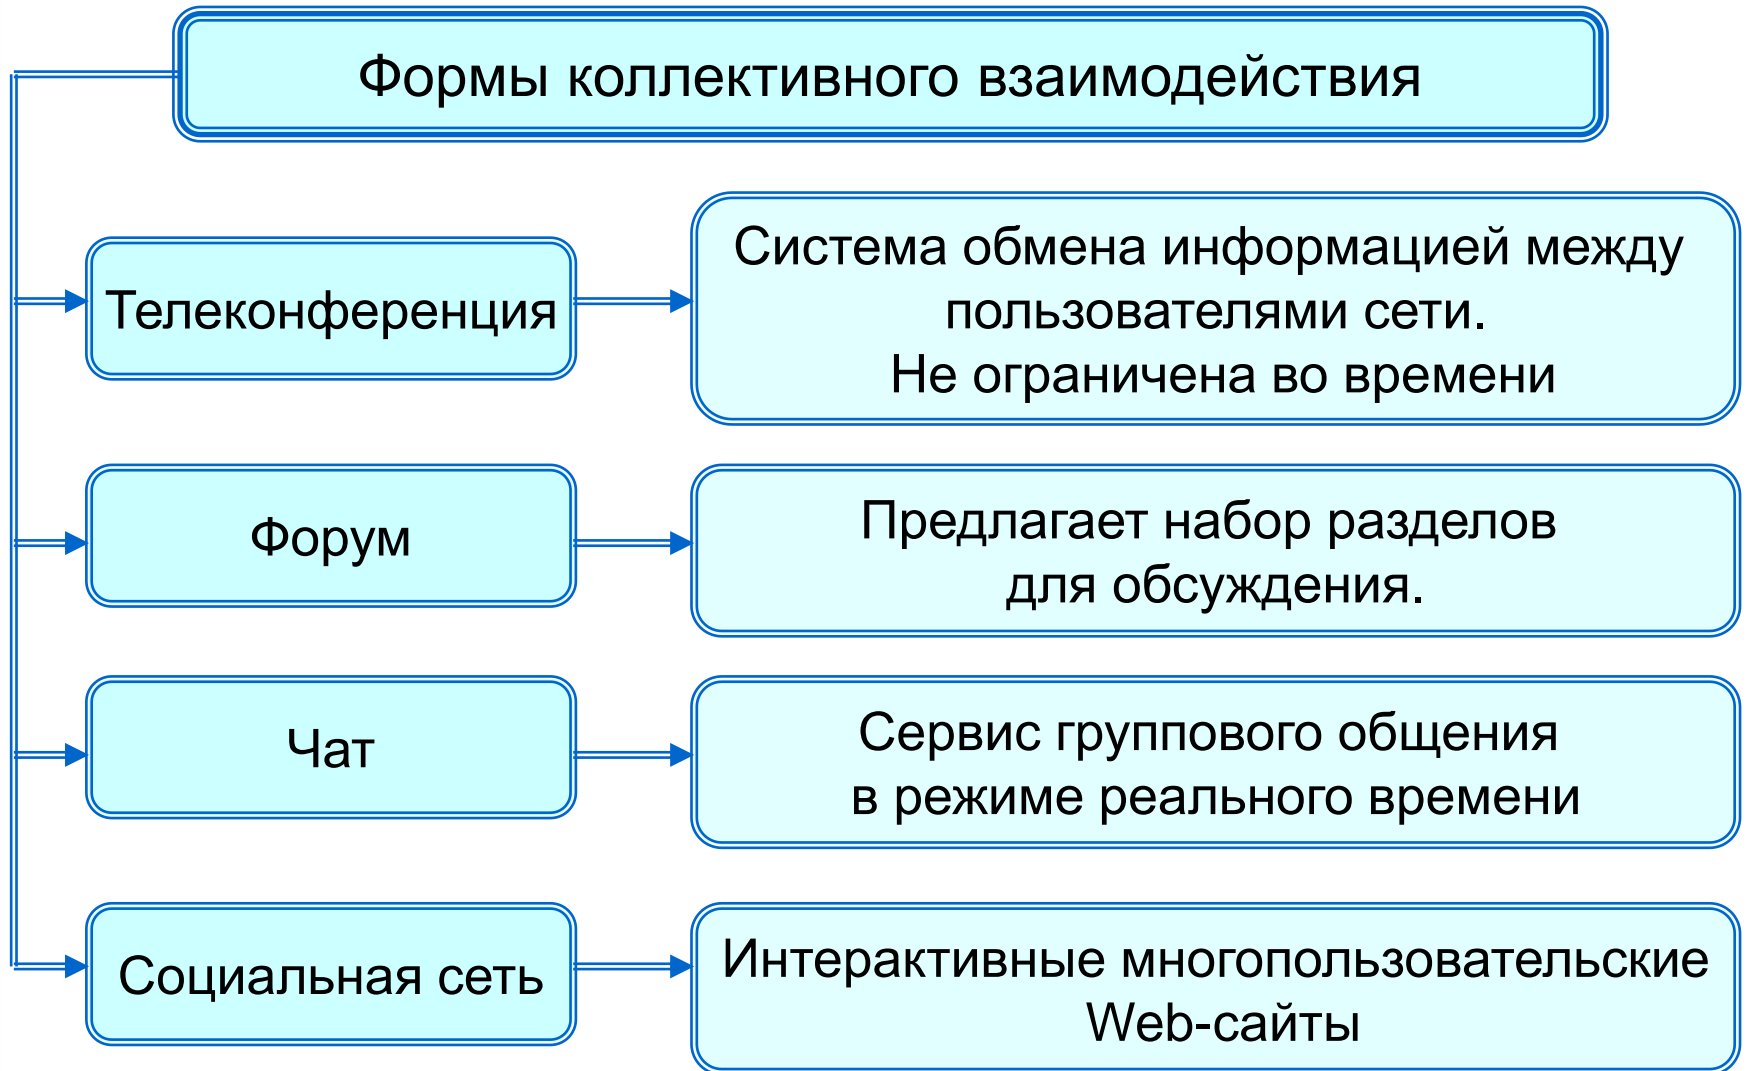 Формы коллективного взаимодействия
Телеконференция
Система обмена информацией между
пользователями сети.
Не ограничена во времени
Форум
Предлагает набор разделов
для обсуждения.
Чат
Сервис группового общения
в режиме реального времени
Социальная сеть
Интерактивные многопользовательские
Web-сайты